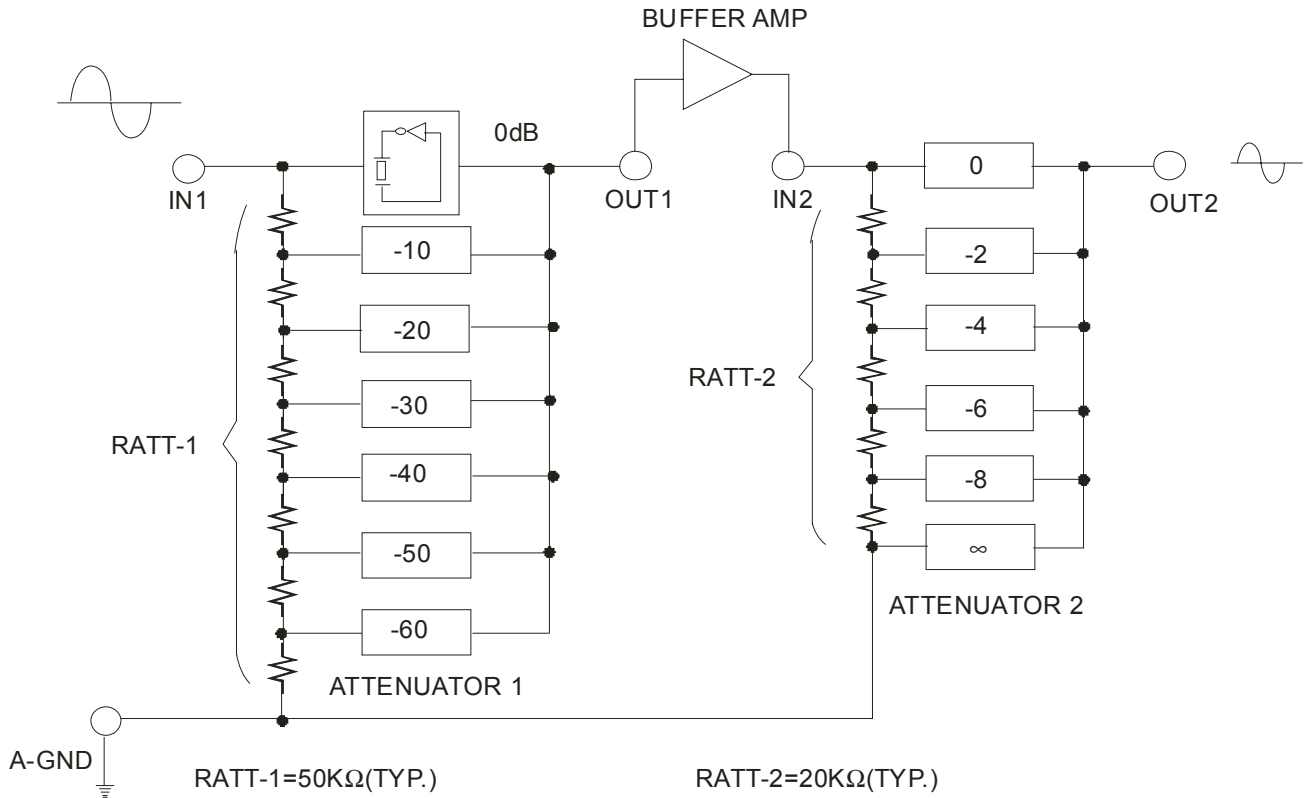 BUFFER AMP
0dB
IN1
OUT1
IN2
0
OUT2
-10
-2
-20
-4
RATT-2
-30
-6
RATT-1
-40
-8
-50
∞
ATTENUATOR 2
-60
ATTENUATOR 1
A-GND
RATT-1=50KΩ(TYP.)
RATT-2=20KΩ(TYP.)